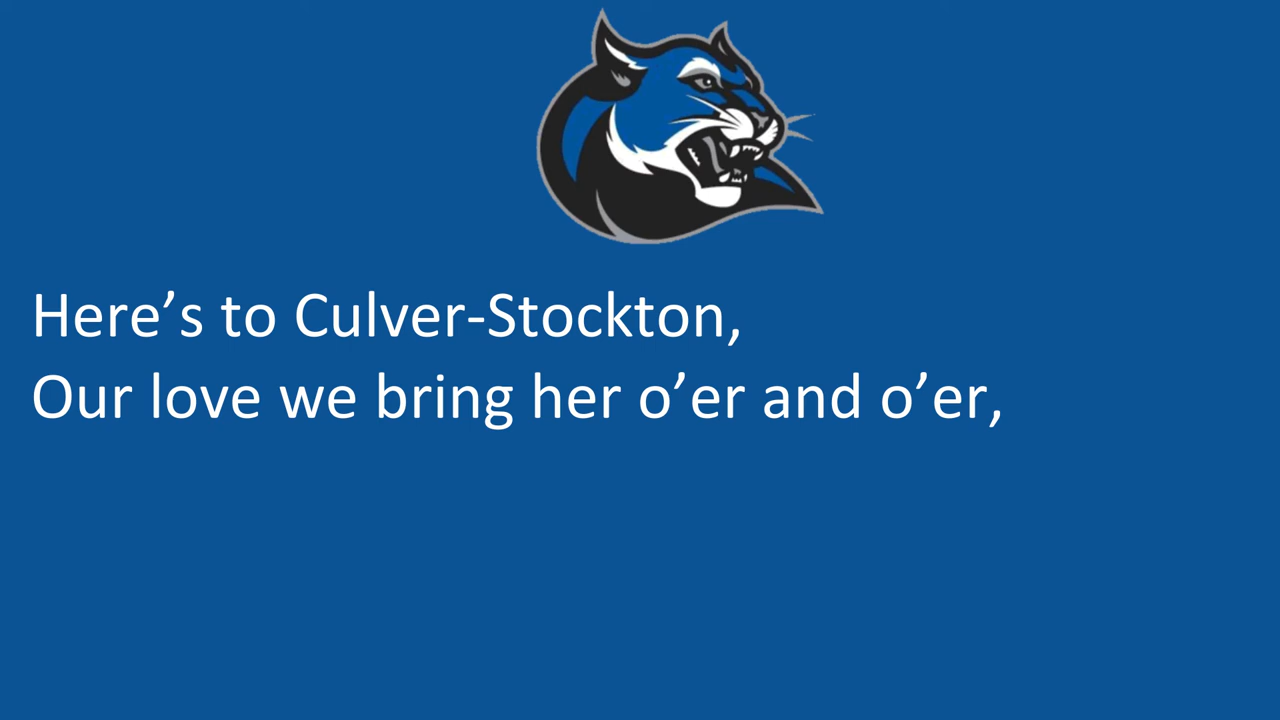 Here’s to Culver-Stockton,
Our love we bring her o’er and o’er,